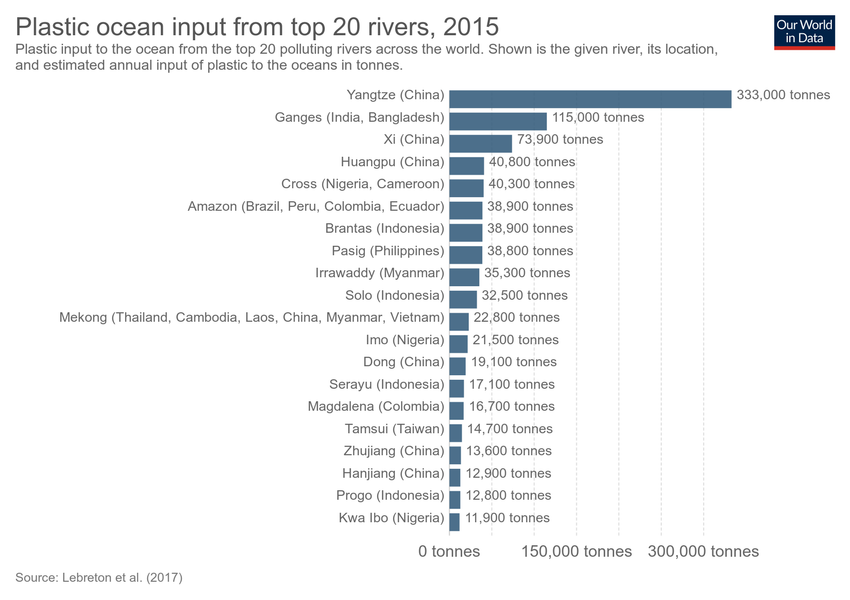 Plastic ocean input from top 20 rivers, 2015
Our World
in Data
Plastic input to the ocean from the top 20 polluting rivers across the world. Shown is the given river, its location,
and estimated annual input of plastic to the oceans in tonnes.
Yangtze (China) 333,000 tonnes
Ganges (India, Bangladesh) 115,000 tonnes
Xi (China) 73,900 tonnes
Huangpu (China) 40,800 tonnes
Cross (Nigeria, Cameroon) 40,300 tonnes
Amazon (Brazil, Peru, Colombia, Ecuador) 38,900 tonnes
Brantas (Indonesia) 38,900 tonnes
Pasig (Philippines) 38,800 tonnes
Irrawaddy (Myanmar) 35,300 tonnes
Solo (Indonesia) 32,500 tonnes
Mekong (Thailand, Cambodia, Laos, China, Myanmar, Vietnam) 22,800 tonnes
Imo (Nigeria) 21,500 tonnes
Dong (China) 19,100 tonnes
Serayu (Indonesia) 17,100 tonnes
Magdalena (Colombia) 16,700 tonnes
Tamsui (Taiwan) 14,700 tonnes
Zhujiang (China) 13,600 tonnes
Hanjiang (China) 12,900 tonnes
Progo (Indonesia) 12,800 tonnes
Kwa Ibo (Nigeria) 11,900 tonnes
0 tonnes 150,000 tonnes 300,000 tonnes
Source: Lebreton et al. (2017)